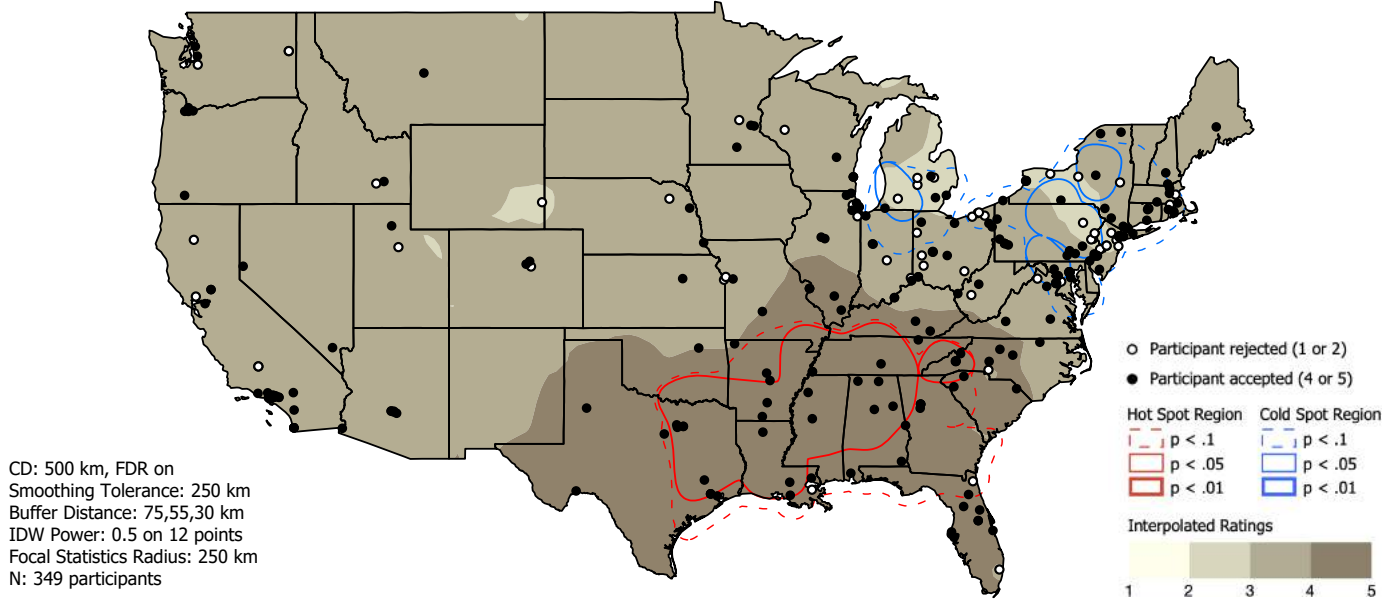 CD: 500 km, FDR on
Smoothing Tolerance: 250 km
Buffer Distance: 75,55,30 km
IDW Power: 0.5 on 12 points
Focal Statistics Radius: 250 km
N: 349 participants
Participant rejected (1 or 2)
Participant accepted (4 or 5)
Hot Spot Region Cold Spot Region
p < .1 p < .1
p < .05 p < .05
p < .01 p < .01
Interpolated Ratings
1 2 3 4 5